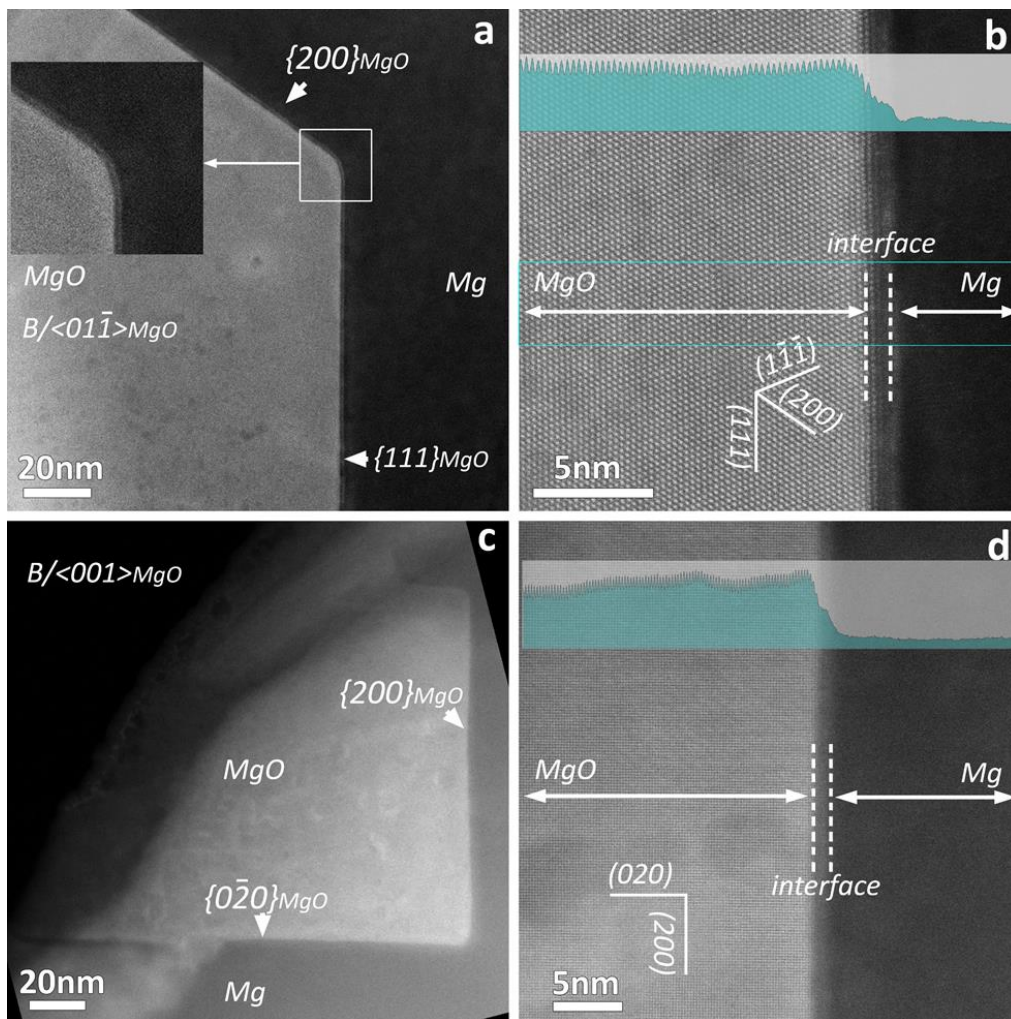 a
{200}MgO
MgO
Mg
B/<011̅>MgO
{111}MgO
20nm
b
interface
MgO
Mg
(11̅1̅)
(200)
(111)
5nm
c
B/<001>MgO
{200}MgO
MgO
{02̅0}MgO
20nm
Mg
d
MgO
Mg
interface
(020)
(200)
5nm